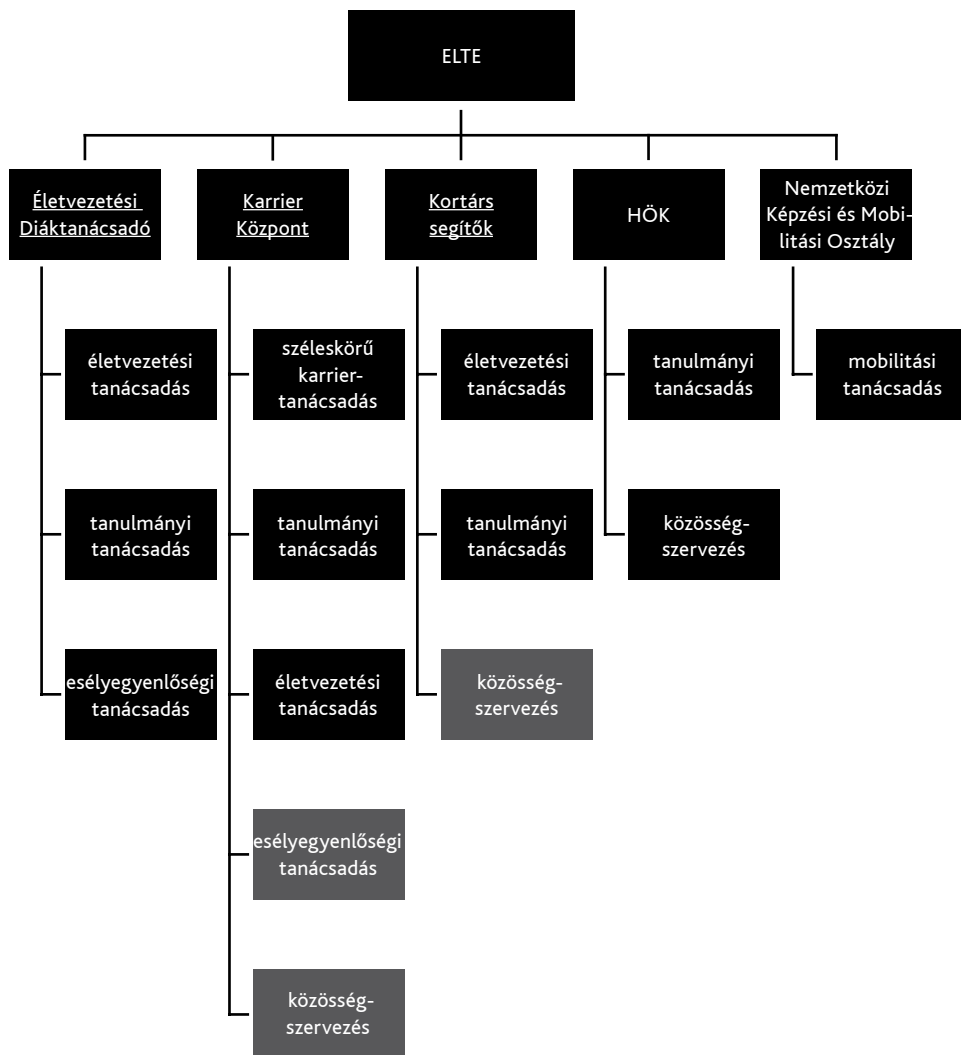 ELTE
Életvezetési
Diáktanácsadó
Karrier
Központ
Kortárs
segítők
HÖK
Nemzetközi
Képzési és Mobi-
litási Osztály
életvezetési
tanácsadás
tanulmányi
tanácsadás
esélyegyenlőségi
tanácsadás
széleskörű
karrier-
tanácsadás
tanulmányi
tanácsadás
életvezetési
tanácsadás
esélyegyenlőségi
tanácsadás
közösség-
szervezés
életvezetési
tanácsadás
tanulmányi
tanácsadás
közösség-
szervezés
tanulmányi
tanácsadás
közösség-
szervezés
mobilitási
tanácsadás